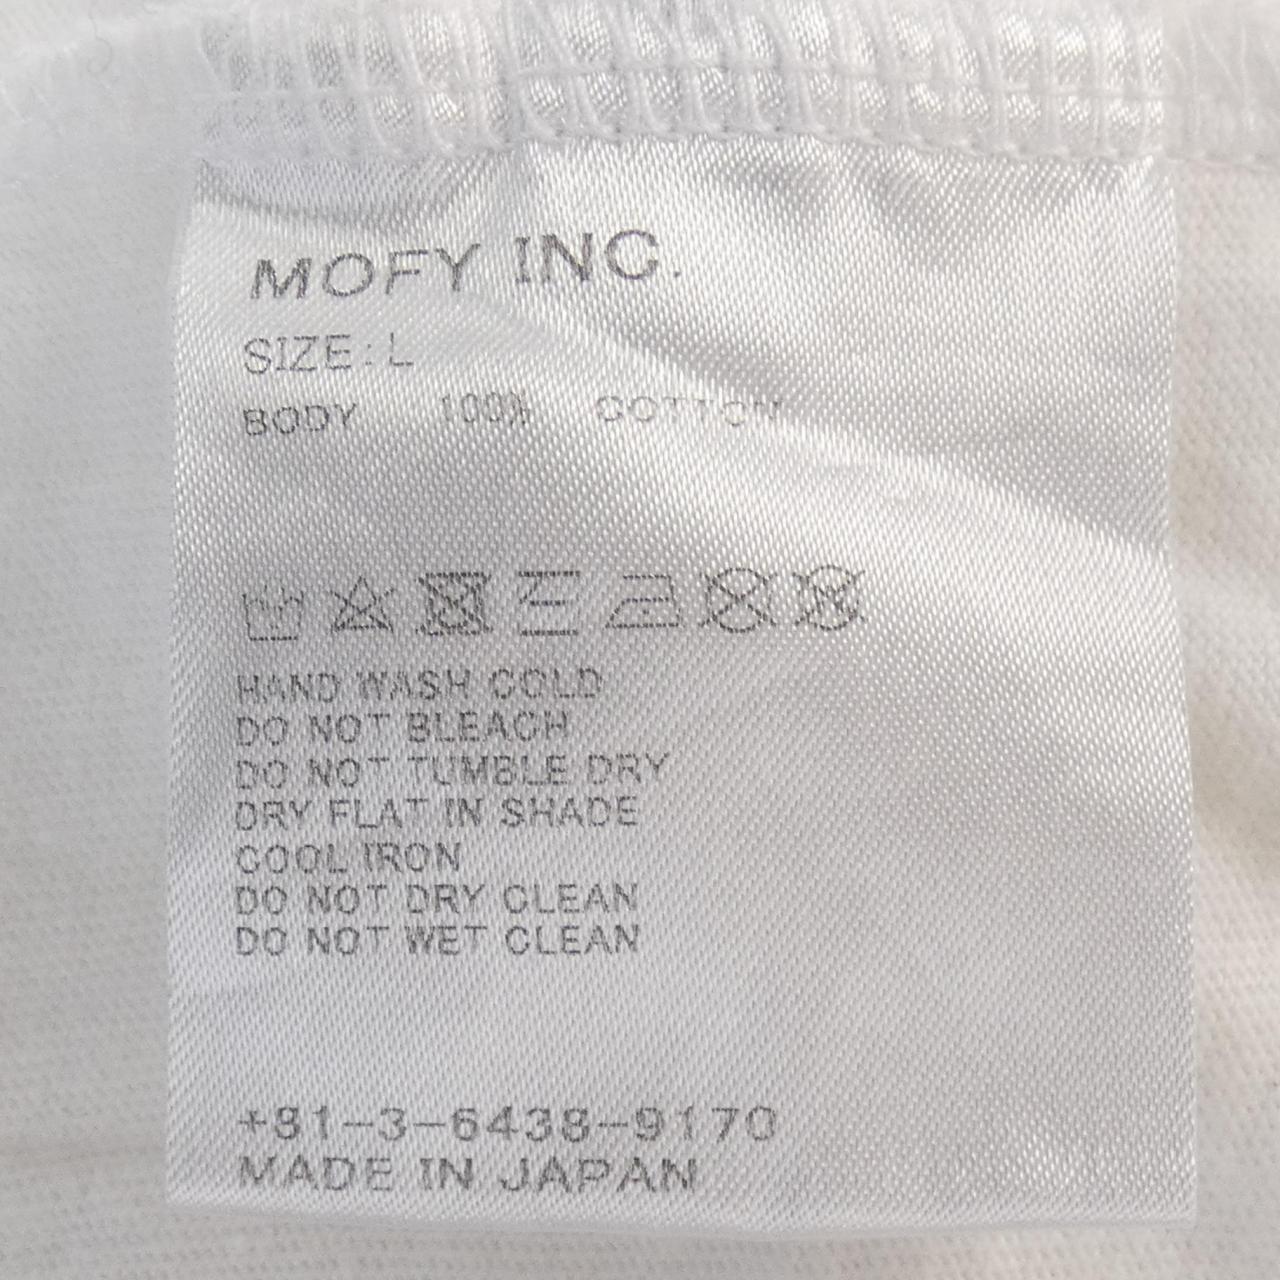 MOFY INC.
SIZE:L
BODY 100% COTTON
HAND WASH COLD
DO NOT BLEACH
DO NOT TUMBLE DRY
DRY FLAT IN SHADE
COOL IRON
DO NOT DRY CLEAN
DO NOT WET CLEAN
+81-3-6438-9170
MADE IN JAPAN